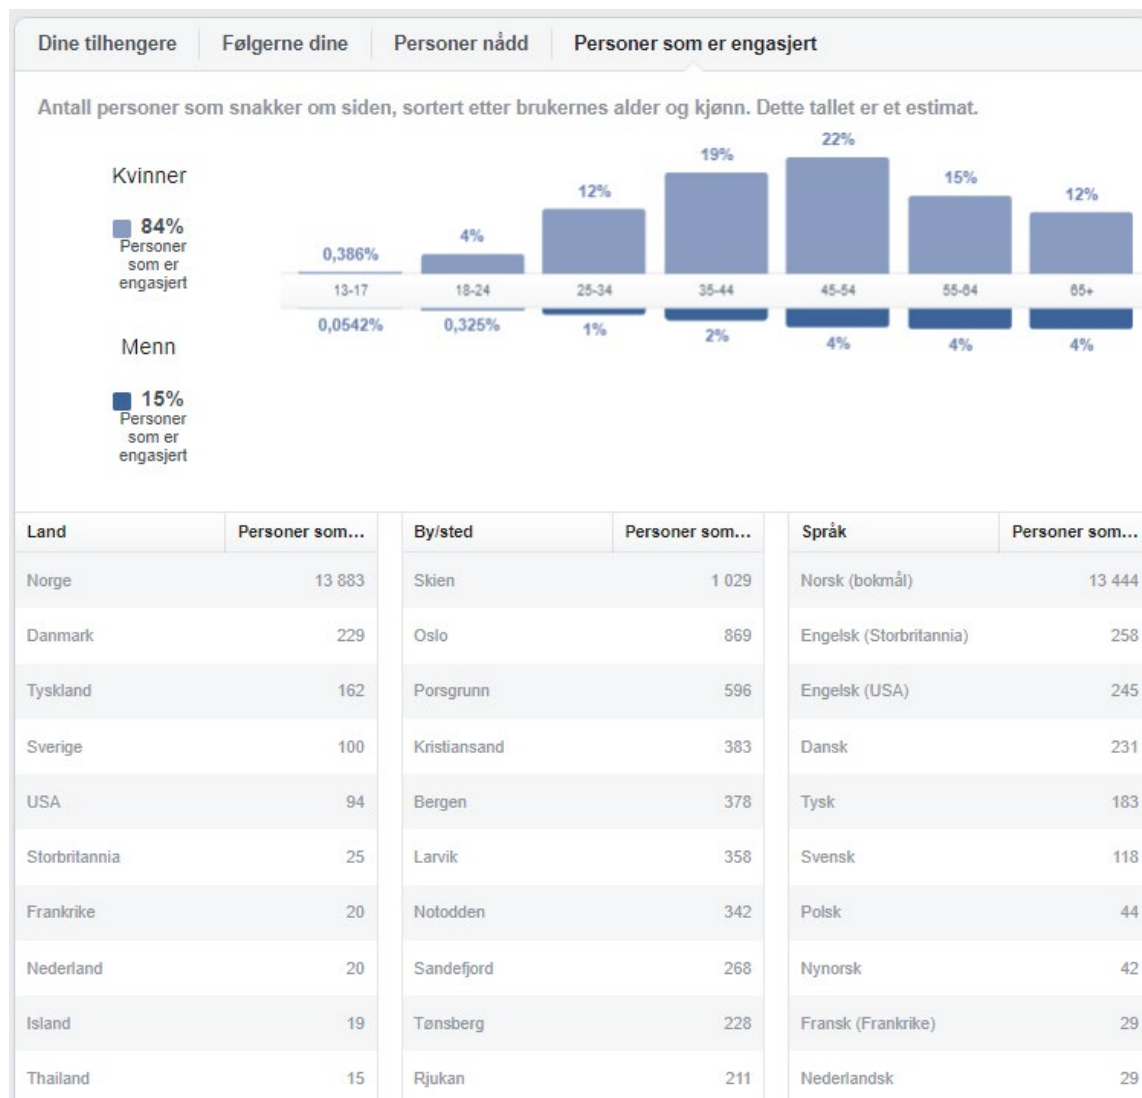 Dine tilhengere Følgerne dine Personer nådd Personer som er engasjert
Antall personer som snakker om siden, sortert etter brukernes alder og kjønn. Dette tallet er et estimat.
Kvinner
84%
Personer
som er
engasjert
0,386% 4% 12% 19% 22% 15% 12%
13-17 18-24 25-34 35-44 45-54 55-64 65+
0,0542% 0,325% 1% 2% 4% 4% 4%
Menn
15%
Personer
som er
engasjert
Land Personer som... By/sted Personer som... Språk Personer som...
Norge 13 883 Skien 1 029 Norsk (bokmål) 13 444
Danmark 229 Oslo 869 Engelsk (Storbritannia) 258
Tyskland 162 Porsgrunn 596 Engelsk (USA) 245
Sverige 100 Kristiansand 383 Dansk 231
USA 94 Bergen 378 Tysk 183
Storbritannia 25 Larvik 358 Svensk 118
Frankrike 20 Notodden 342 Polsk 44
Nederland 20 Sandefjord 268 Nynorsk 42
Island 19 Tønsberg 228 Fransk (Frankrike) 29
Thailand 15 Rjukan 211 Nederlandsk 29